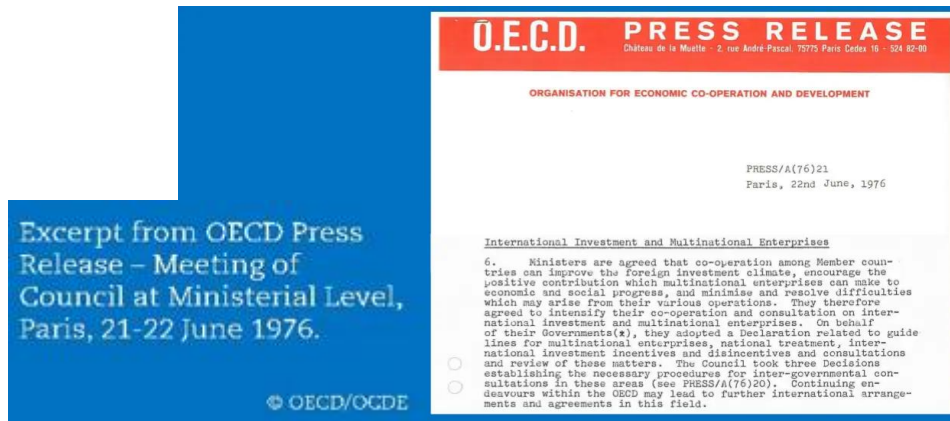 Excerpt from OECD Press
Release – Meeting of
Council at Ministerial Level,
Paris, 21-22 June 1976.
© OECD/OCDE
O.E.C.D.
PRESS RELEASE
Château de la Muette - 2, rue André-Pascal, 75775 Paris Cedex 16 - 524 82-00
ORGANISATION FOR ECONOMIC CO-OPERATION AND DEVELOPMENT
PRESS/A(76)21
Paris, 22nd June, 1976
International Investment and Multinational Enterprises
6. Ministers are agreed that co-operation among Member coun-
tries can improve the foreign investment climate, encourage the
positive contribution which multinational enterprises can make to
economic and social progress, and minimise and resolve difficulties
which may arise from their various operations. They therefore
agreed to intensify their co-operation and consultation on inter-
national investment and multinational enterprises. On behalf
of their Governments(*), they adopted a Declaration related to guide
lines for multinational enterprises, national treatment, inter-
national investment incentives and disincentives and consultations
and review of these matters. The Council took three Decisions
establishing the necessary procedures for inter-governmental con-
sultations in these areas (see PRESS/A(76)20). Continuing en-
deavours within the OECD may lead to further international arrange-
ments and agreements in this field.